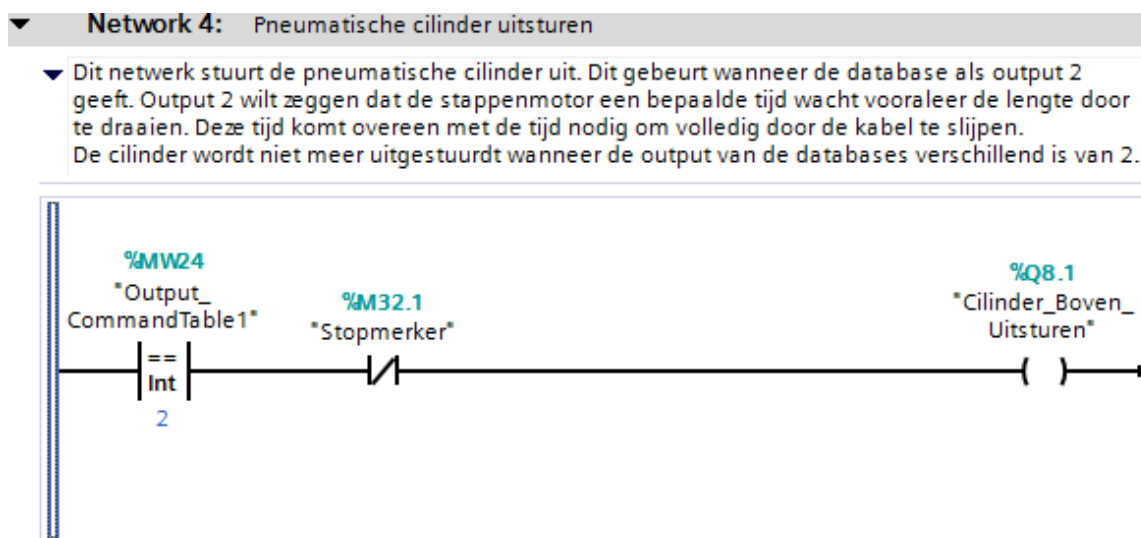 Network 4: Pneumatische cilinder uitsturen
Dit netwerk stuurt de pneumatische cilinder uit. Dit gebeurt wanneer de database als output 2
geeft. Output 2 wilt zeggen dat de stappenmotor een bepaalde tijd wacht vooraleer de lengte door
te draaien. Deze tijd komt overeen met de tijd nodig om volledig door de kabel te slijpen.
De cilinder wordt niet meer uitgestuurdt wanneer de output van de databases verschillend is van 2.
%MW24
"Output_
CommandTable1"
==
Int
2
%M32.1
"Stopmerker"
%Q8.1
"Cilinder_Boven_
Uitsturen"